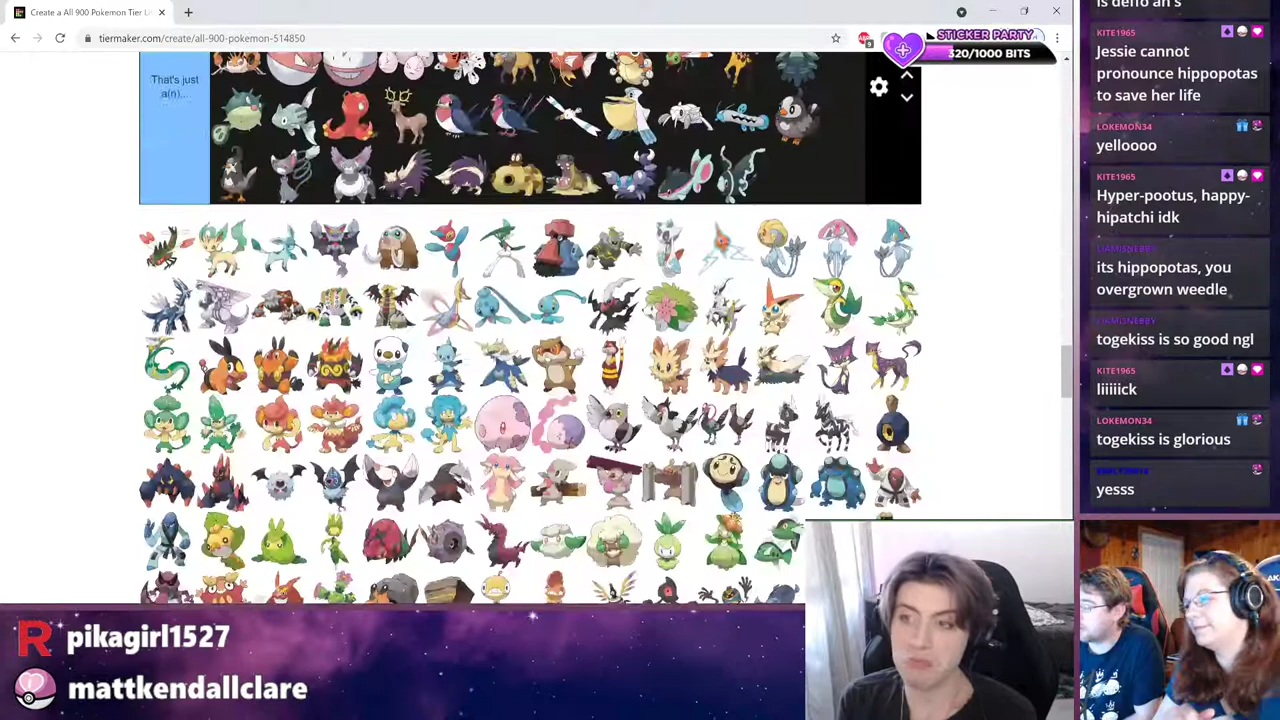 Create a All 900 Pokemon Tier Li
tiermaker.com/create/all-900-pokemon-514850
STICKER PARTY
320/1000 BITS
That's just
a(n)...
is deffo an s
KITE1965
Jessie cannot
pronounce hippopotas
to save her life
LOKEMON34
yelloooo
KITE1965
Hyper-pootus, happy-
hipatchi idk
LIAMISNEBBY
its hippopotas, you
overgrown weedle
LIAMISNEBBY
togekiss is so good ngl
KITE1965
liiiiick
LOKEMON34
togekiss is glorious
yesss
R pikagirl1527
mattkendallclare